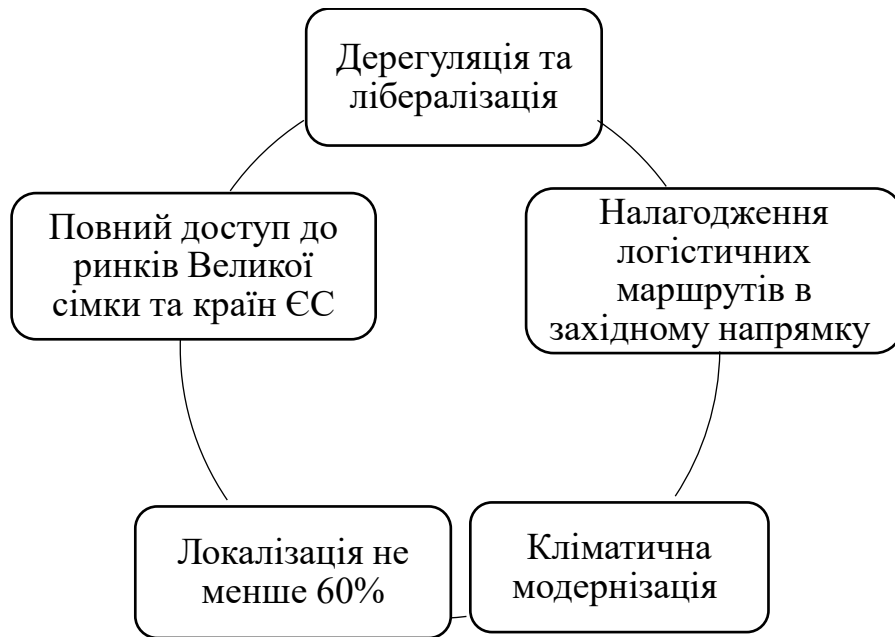 Дерегуляція та
лібералізація
Налагодження
логістичних
маршрутів в
західному напрямку
Кліматична
модернізація
Локалізація не
менше 60%
Повний доступ до
ринків Великої
сімки та країн ЄС